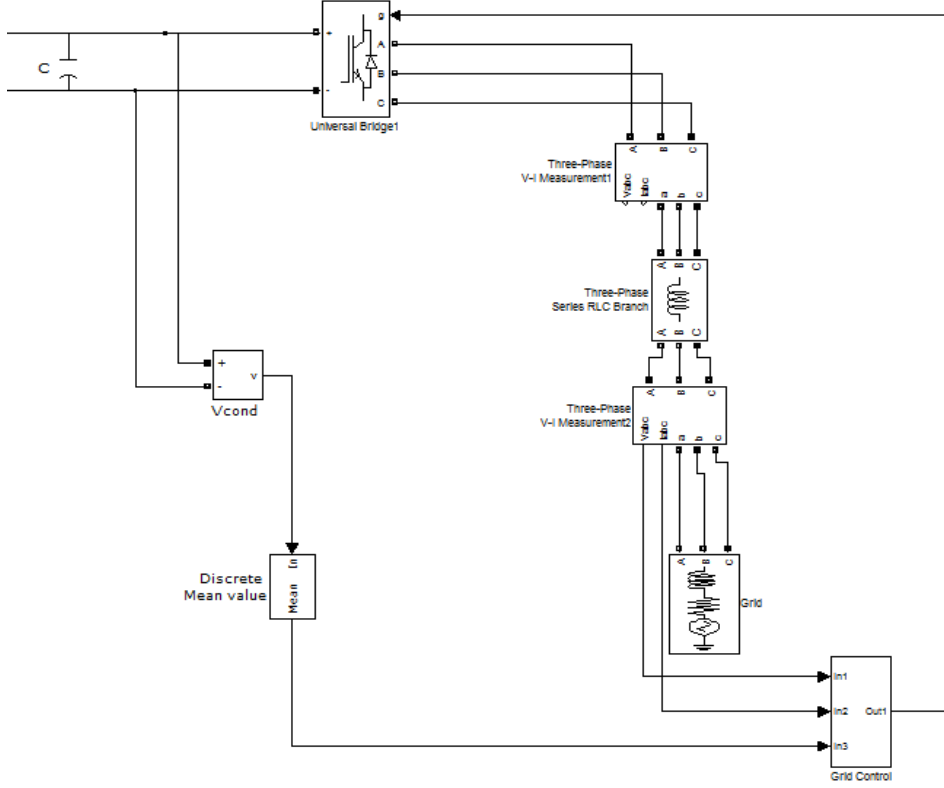 g
+
A
C
B
-
C
Universal Bridge1
A B C
Three-Phase
V-I Measurement1
Vabc Iabc a b c
A B C
Three-Phase
Series RLC Branch
A B C
+
v
-
Vcond
A B C
Three-Phase
V-I Measurement2
Vabc Iabc a b c
In
Discrete
Mean value
Mean
A B C
Grid
In1
In2
Out1
In3
Grid Control